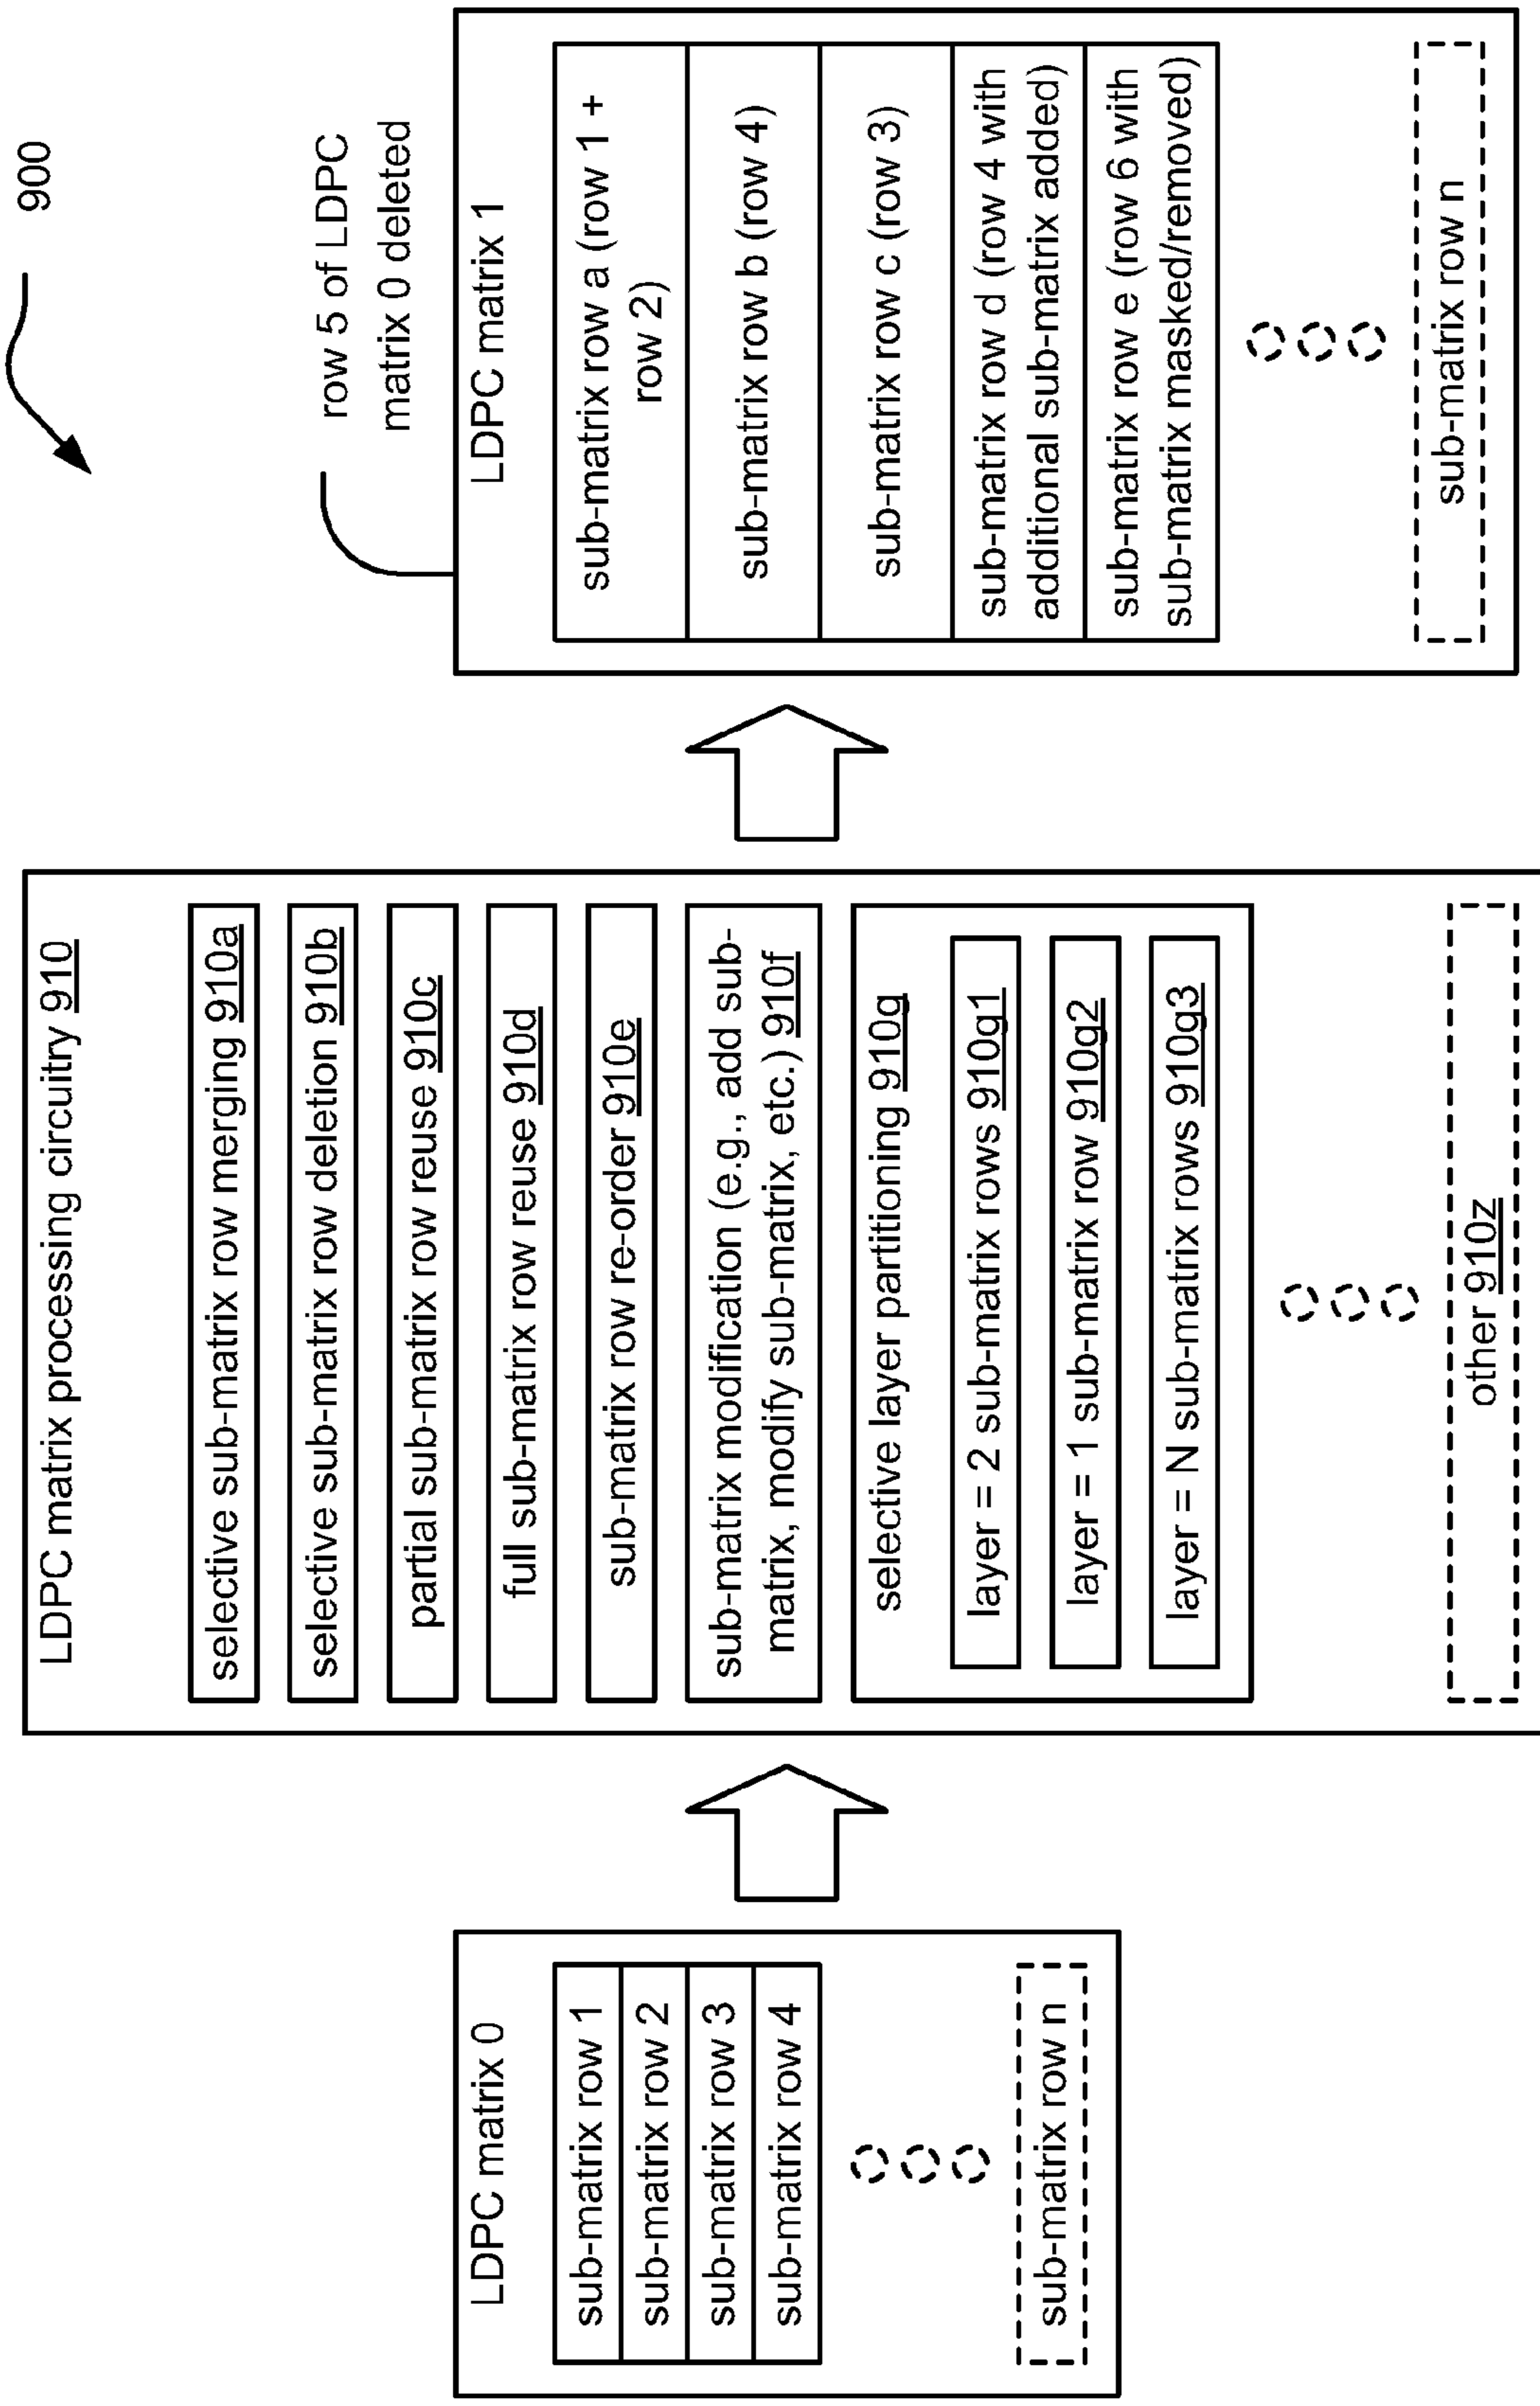 900
LDPC matrix 0
sub-matrix row 1
sub-matrix row 2
sub-matrix row 3
sub-matrix row 4
sub-matrix row n
LDPC matrix processing circuitry 910
selective sub-matrix row merging 910a
selective sub-matrix row deletion 910b
partial sub-matrix row reuse 910c
full sub-matrix row reuse 910d
sub-matrix row re-order 910e
sub-matrix modification (e.g., add sub-
matrix, modify sub-matrix, etc.) 910f
selective layer partitioning 910g
layer = 2 sub-matrix rows 910g1
layer = 1 sub-matrix row 910g2
layer = N sub-matrix rows 910g3
other 910z
row 5 of LDPC
matrix 0 deleted
LDPC matrix 1
sub-matrix row a (row 1 +
row 2)
sub-matrix row b (row 4)
sub-matrix row c (row 3)
sub-matrix row d (row 4 with
additional sub-matrix added)
sub-matrix row e (row 6 with
sub-matrix masked/removed)
sub-matrix row n